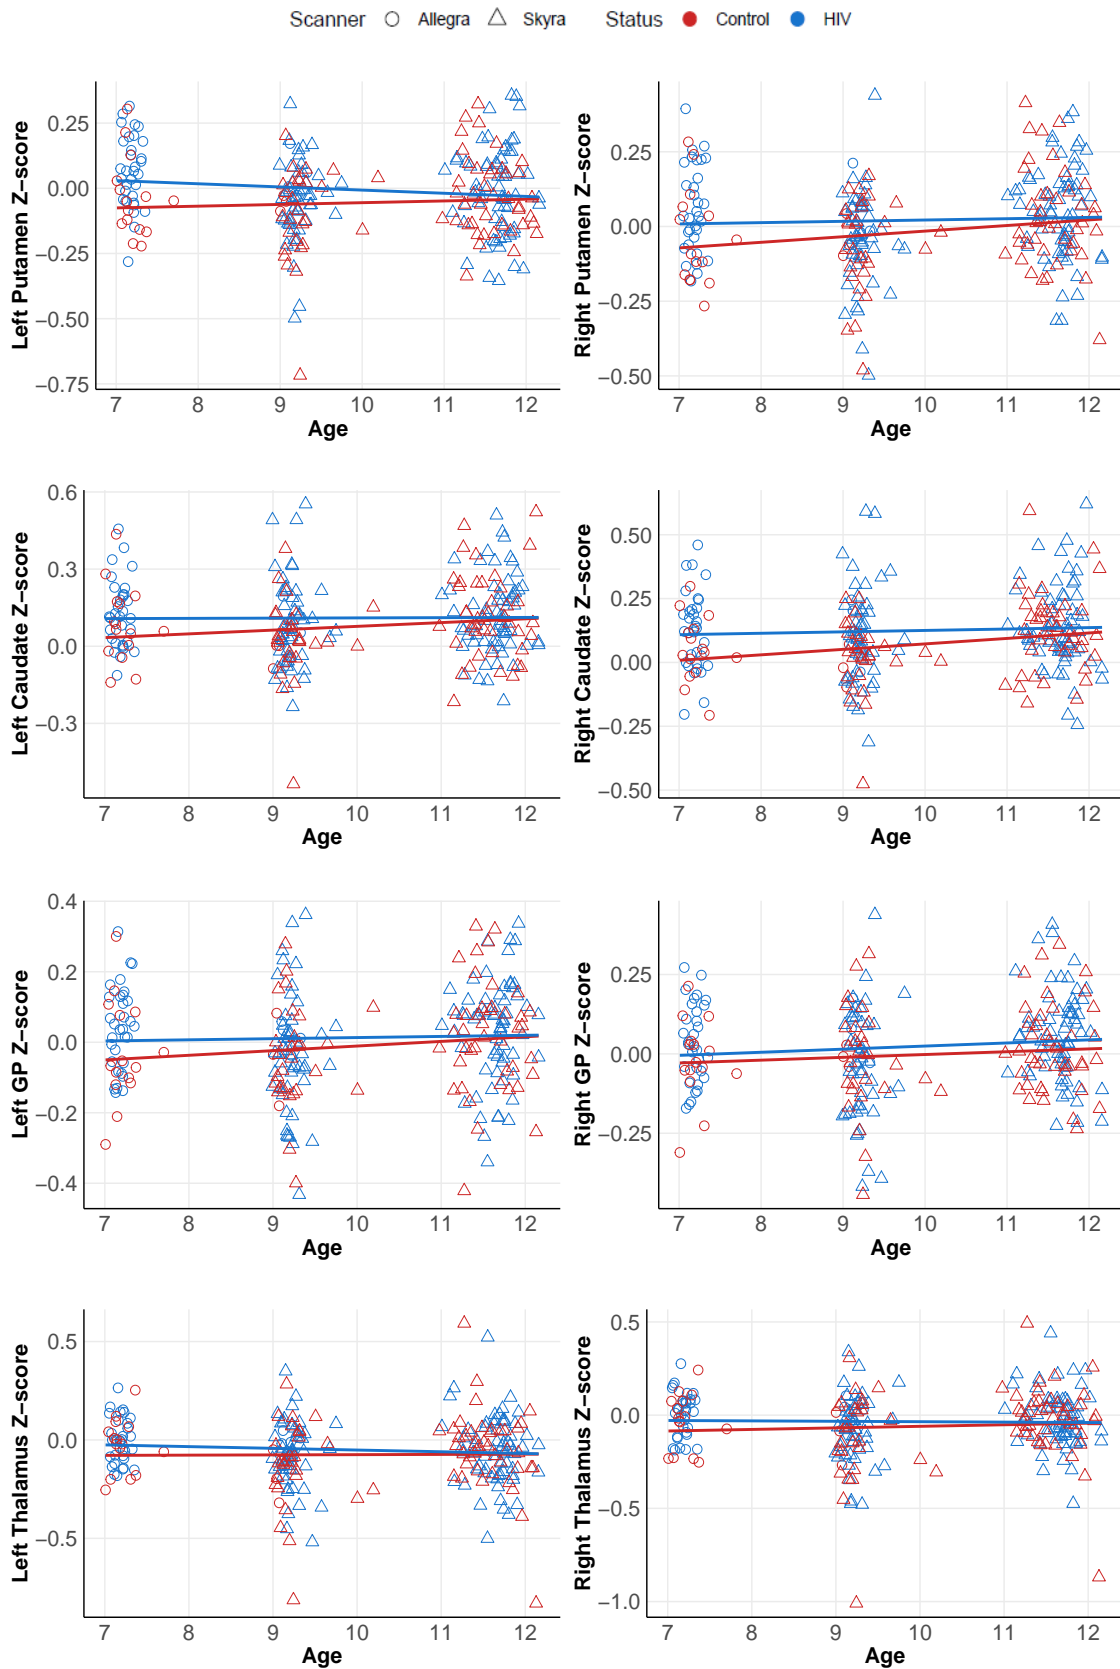 Scanner Allegra Skyra Status Control HIV
Left Putamen Z−score
0.25
0.00
−0.25
−0.50
−0.75
7 8 9 10 11 12
Age
Right Putamen Z−score
0.25
0.00
−0.25
−0.50
7 8 9 10 11 12
Age
Left Caudate Z−score
0.6
0.3
0.0
−0.3
7 8 9 10 11 12
Age
Right Caudate Z−score
0.50
0.25
0.00
−0.25
−0.50
7 8 9 10 11 12
Age
Left GP Z−score
0.4
0.2
0.0
−0.2
−0.4
7 8 9 10 11 12
Age
Right GP Z−score
0.25
0.00
−0.25
7 8 9 10 11 12
Age
Left Thalamus Z−score
0.5
0.0
−0.5
7 8 9 10 11 12
Age
Right Thalamus Z−score
0.5
0.0
−0.5
−1.0
7 8 9 10 11 12
Age